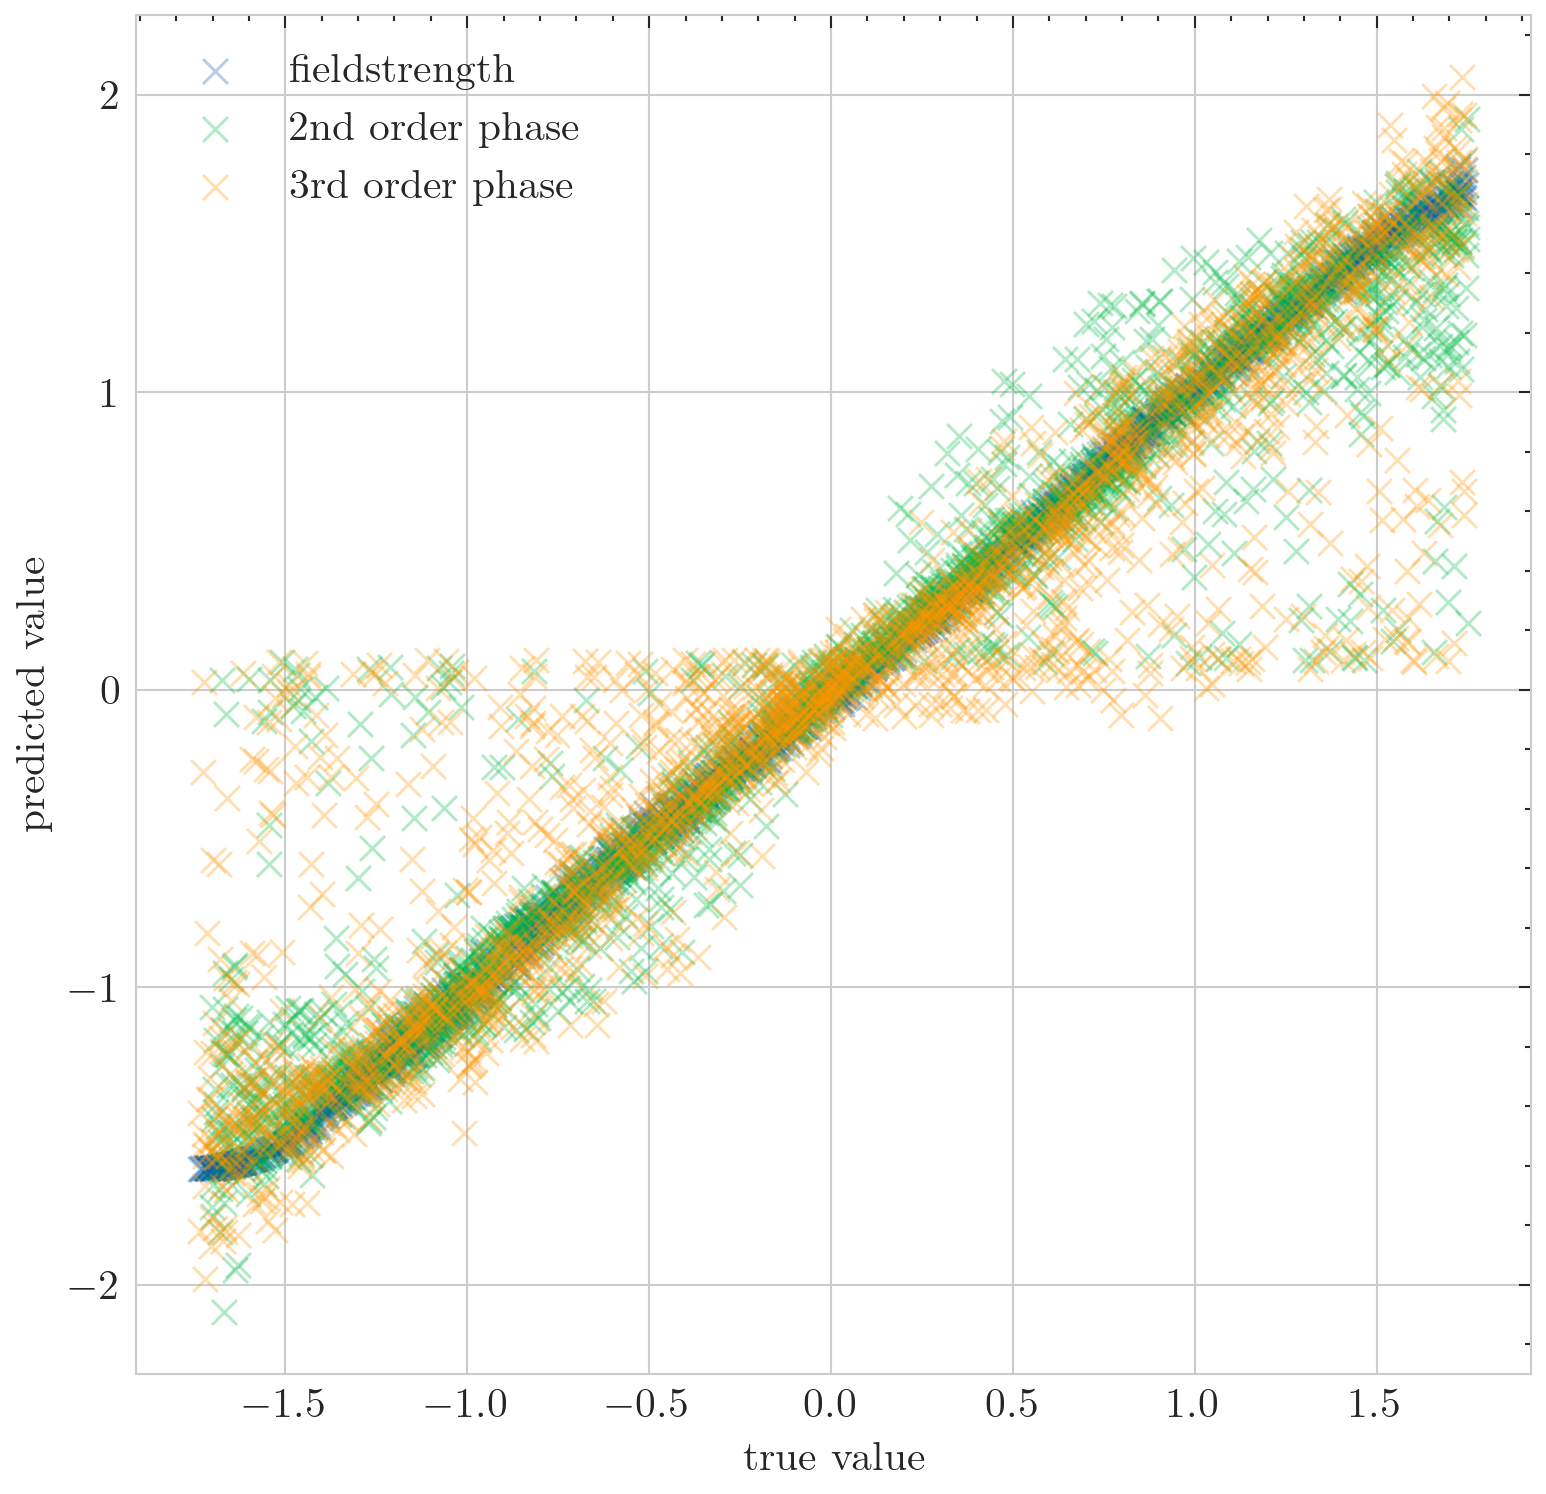 fieldstrength
2nd order phase
3rd order phase
2
1
0
−1
−2
predicted value
−1.5 −1.0 −0.5 0.0 0.5 1.0 1.5
true value